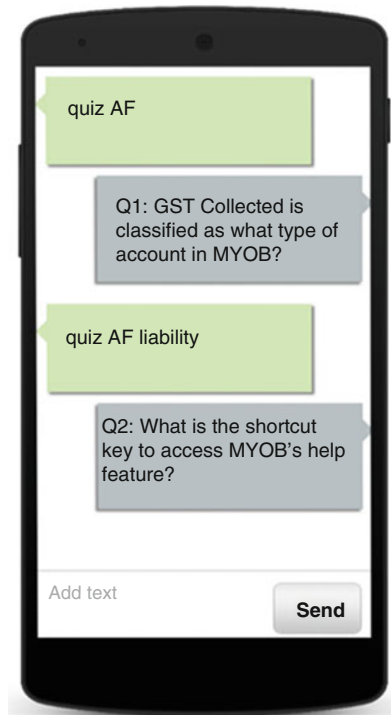 quiz AF
Q1: GST Collected is
classified as what type of
account in MYOB?
quiz AF liability
Q2: What is the shortcut
key to access MYOB’s help
feature?
Add text
Send